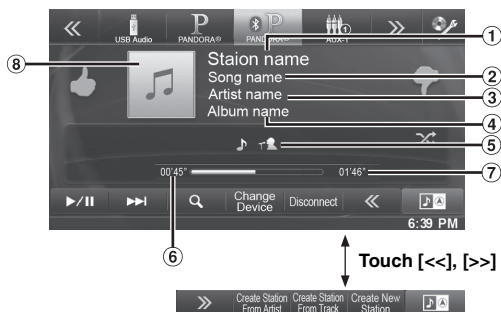 USB Audio PANDORA® PANDORA® AUX-1
1
Staion name
8
Song name 2
Artist name 3
Album name 4
5
00'45" 01'46" 7
Change Device Disconnect
6:39 PM
6
Touch [<<], [>>]
Create Station From Artist Create Station From Track Create New Station